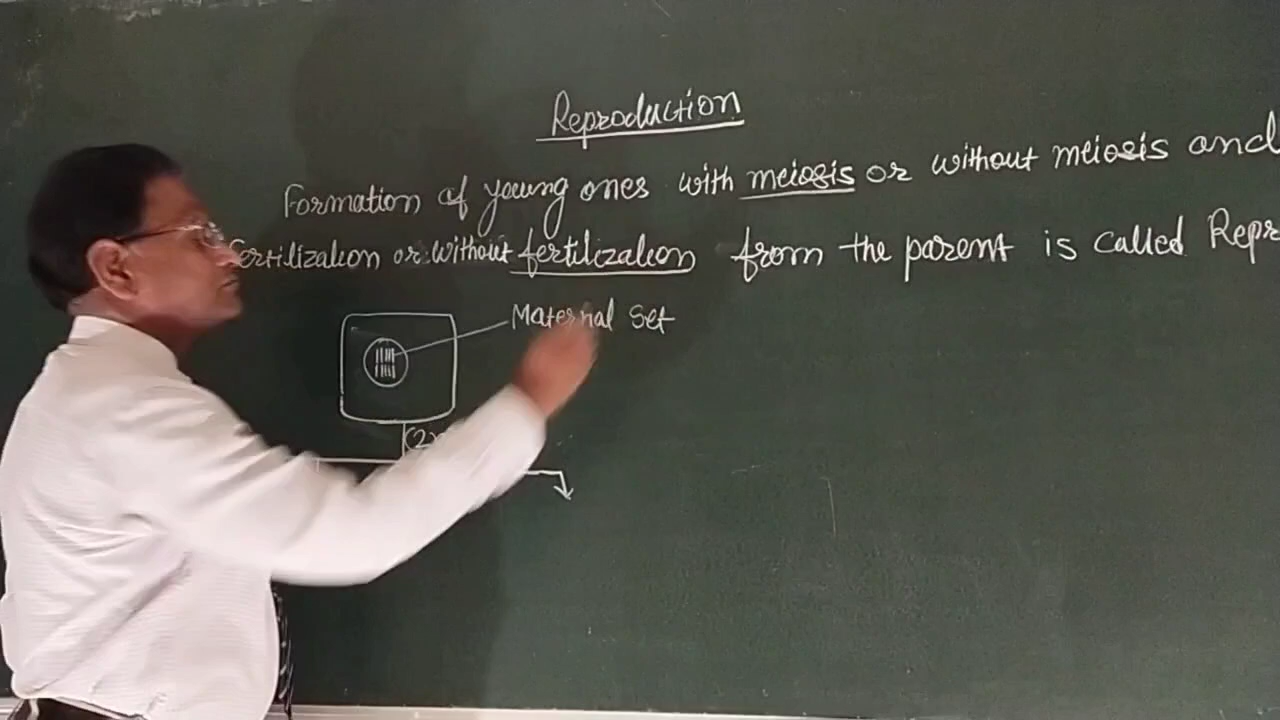 Reproduction
Formation of young ones with meiosis or without meiosis and
fertilization or without fertilization from the parent is called Repr
Maternal Set
(2